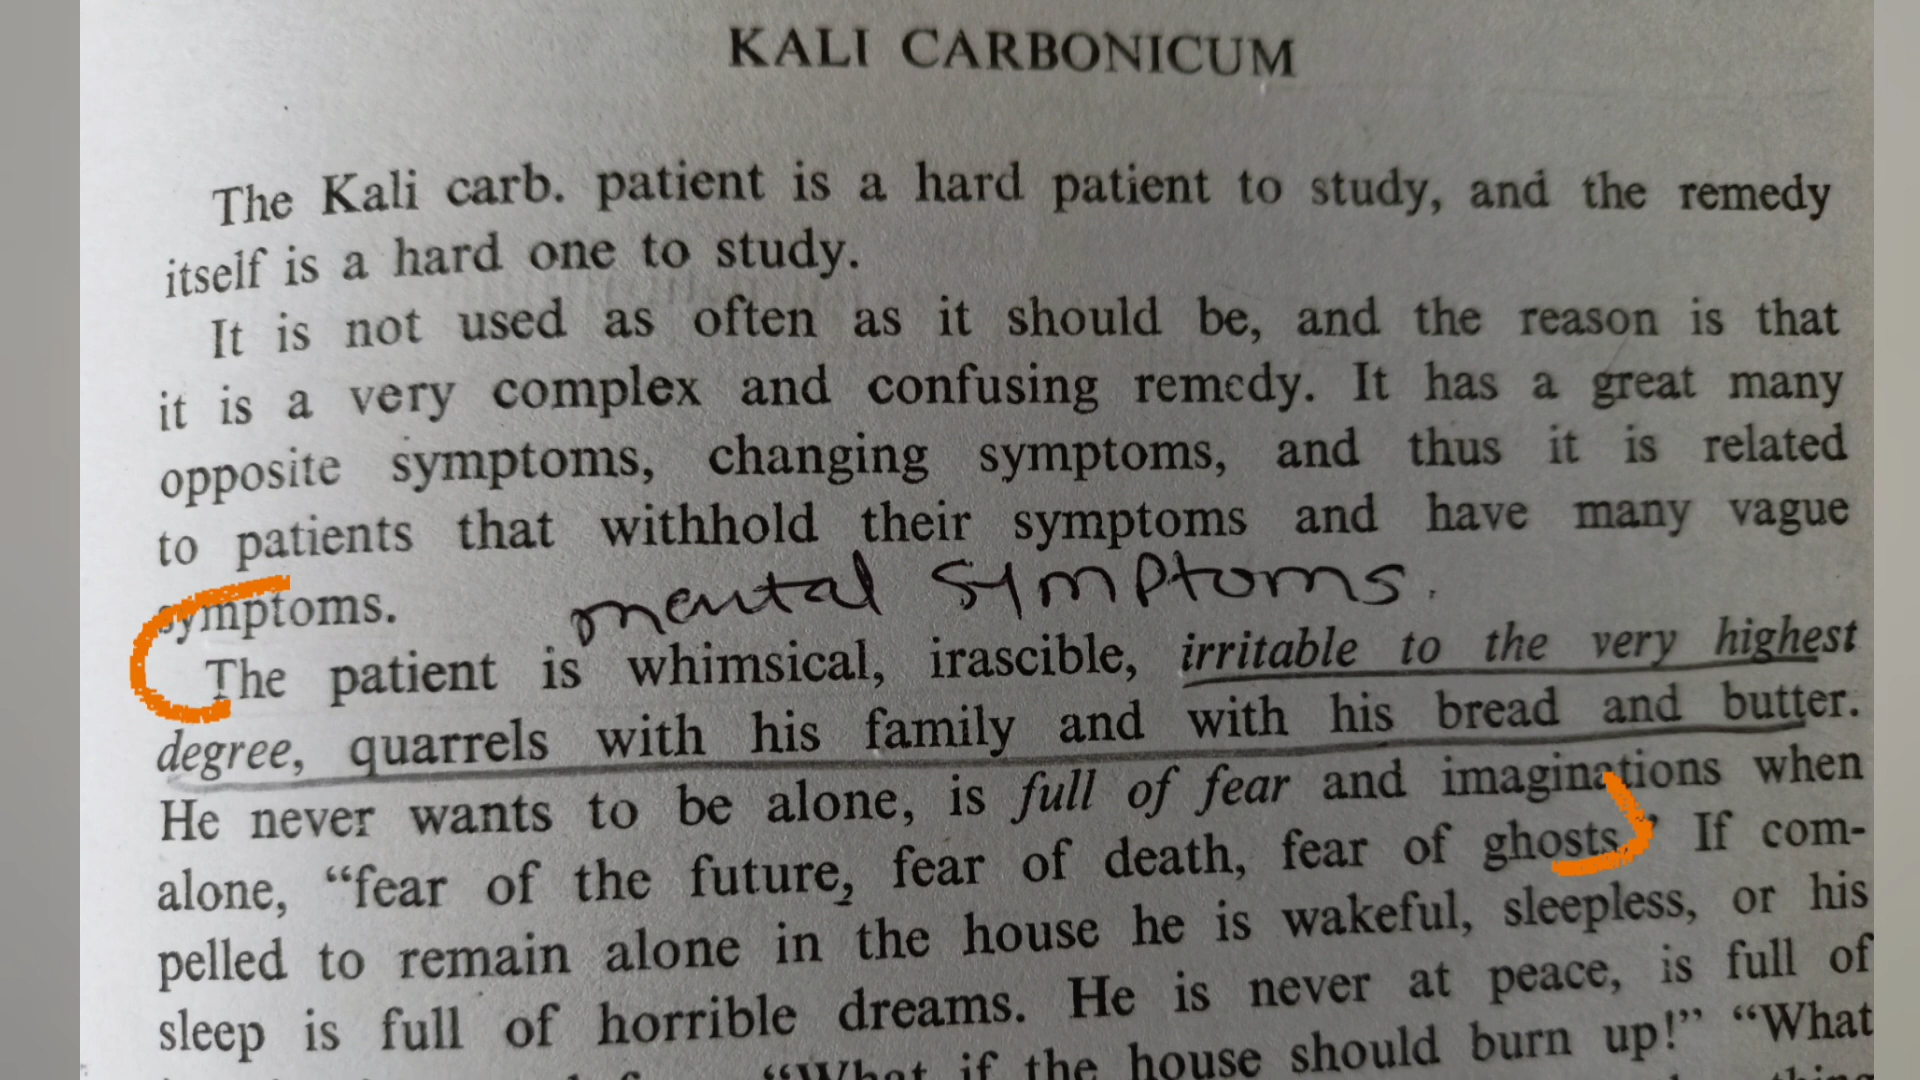 KALI CARBONICUM
The Kali carb. patient is a hard patient to study, and the remedy
itself is a hard one to study.
It is not used as often as it should be, and the reason is that
it is a very complex and confusing remedy. It has a great many
opposite symptoms, changing symptoms, and thus it is related
to patients that withhold their symptoms and have many vague
symptoms.
mental symptoms.
The patient is whimsical, irascible, irritable to the very highest
degree, quarrels with his family and with his bread and butter.
He never wants to be alone, is full of fear and imaginations when
alone, “fear of the future, fear of death, fear of ghosts.” If com-
pelled to remain alone in the house he is wakeful, sleepless, or his
sleep is full of horrible dreams. He is never at peace, is full of
“What if the house should burn up!” “What